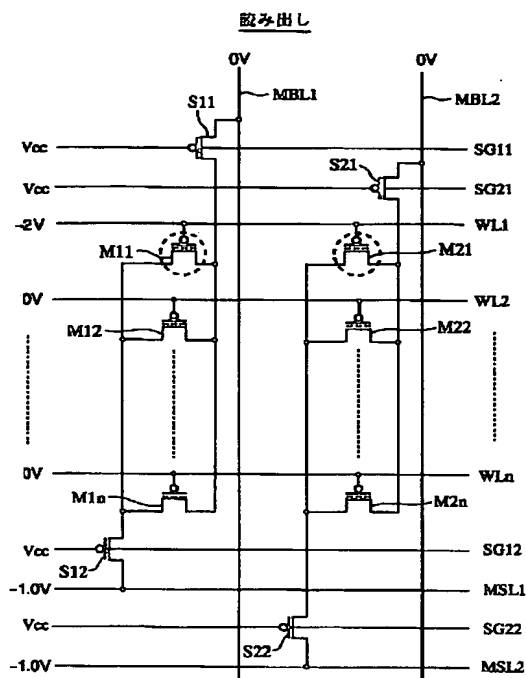 読み出し
0V 0V
MBL1
MBL2
S11
Vcc SG11
S21
Vcc SG21
-2V WL1
M11 M21
0V WL2
M12 M22
0V WLn
M1n M2n
Vcc SG12
S12
-1.0V MSL1
Vcc SG22
S22
-1.0V MSL2